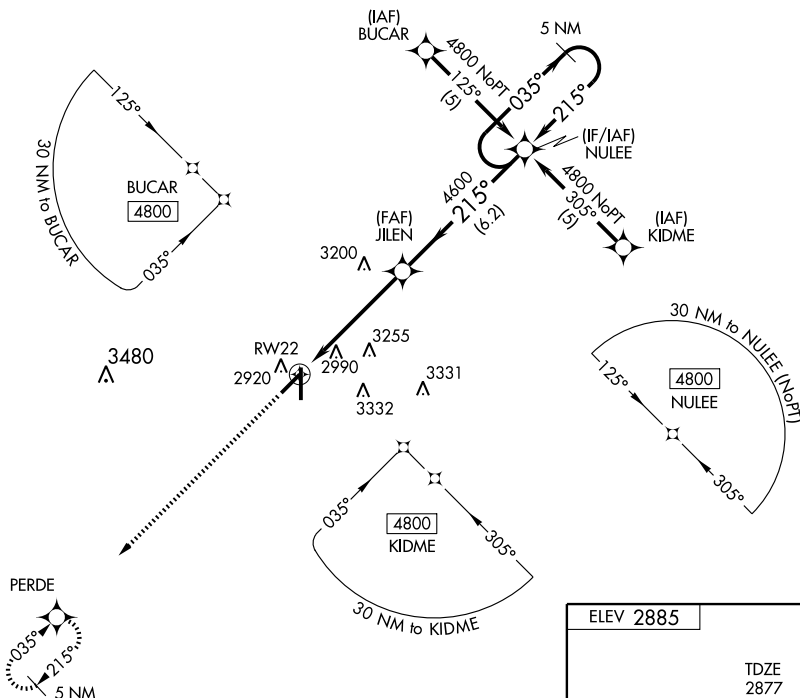 (IAF)
BUCAR
5 NM
4800 NoPT
125°
(5)
035°
215°
(IF/IAF)
NULEE
4800 NoPT
305°
(5)
(IAF)
KIDME
125°
30 NM to BUCAR
BUCAR
4800
035°
4600
215°
(6.2)
(FAF)
JILEN
3200
3480
RW22
2920
2990
3255
3331
3332
30 NM to NULEE (NoPT)
125°
4800
NULEE
305°
035°
4800
KIDME
305°
30 NM to KIDME
PERDE
035°
215°
5 NM
ELEV 2885
TDZE
2877